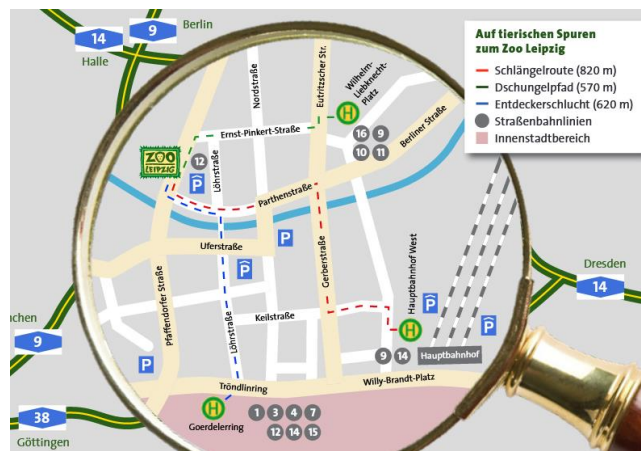 14
9
Berlin
Halle
Auf tierischen Spuren
zum Zoo Leipzig
Schlängelroute (820 m)
Dschungelpfad (570 m)
Entdeckerschlucht (620 m)
Straßenbahnlinien
Innenstadtbereich
Nordstraße
Eutritzscher Str.
Wilhelm-
Liebknecht-
Platz
H
16 9
10 11
Berliner Straße
Ernst-Pinkert-Straße
ZOO
LEIPZIG
12
Löhrstraße
P
Parthenstraße
Uferstraße
P
P
Gerberstraße
Pfaffendorfer Straße
Löhrstraße
Keilstraße
Hauptbahnhof West
P
H
P
9 14
Hauptbahnhof
P
Dresden
14
chen
9
Tröndlinring
Willy-Brandt-Platz
H
Goerdelerring
1 3 4 7
12 14 15
38
Göttingen